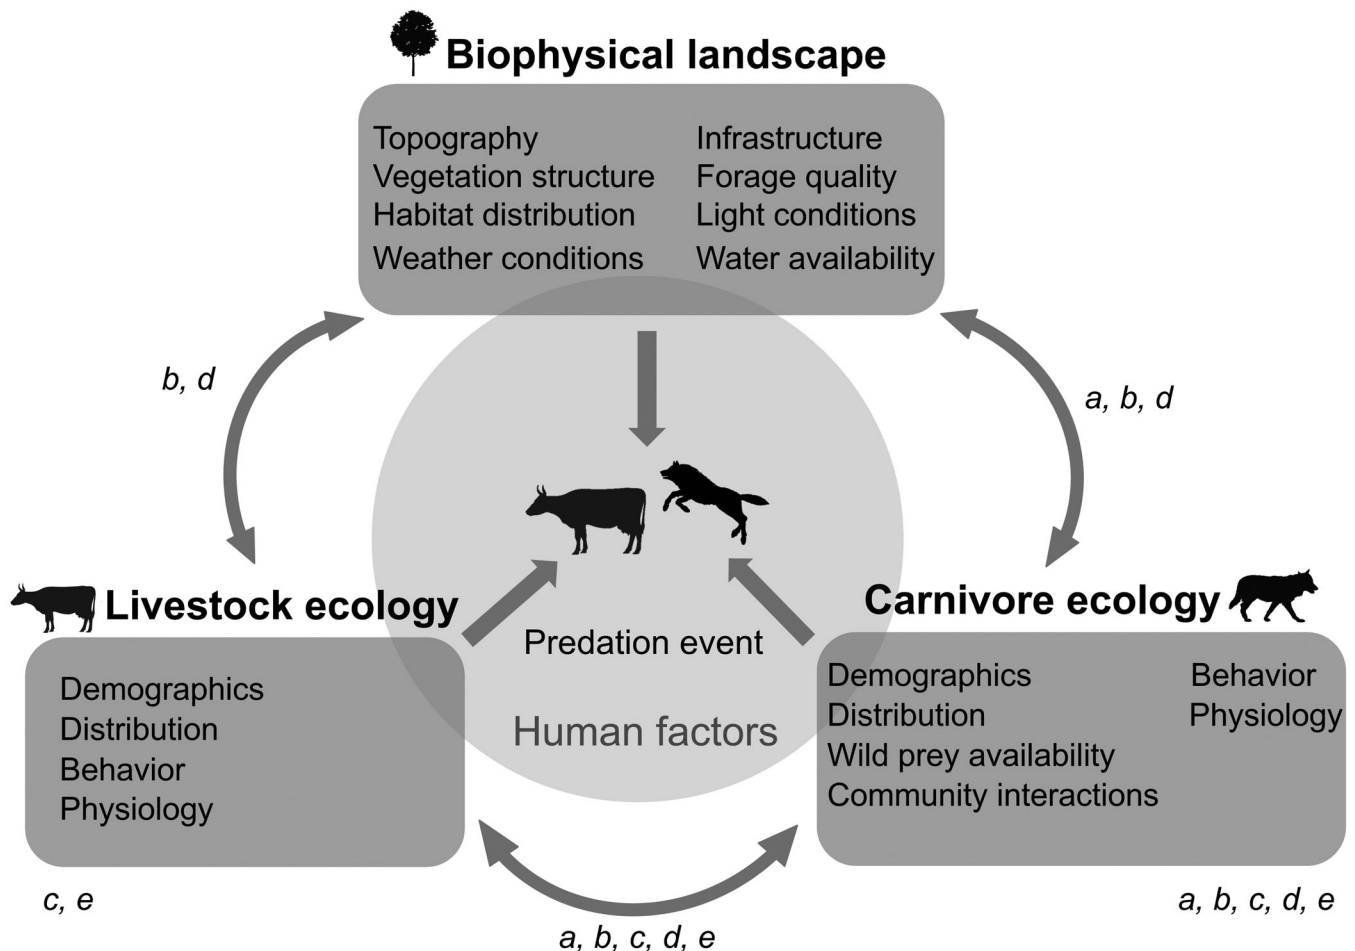 Biophysical landscape
Topography
Vegetation structure
Habitat distribution
Weather conditions
Infrastructure
Forage quality
Light conditions
Water availability
b, d
a, b, d
Livestock ecology
Demographics
Distribution
Behavior
Physiology
c, e
Predation event
Human factors
Carnivore ecology
Demographics
Distribution
Wild prey availability
Community interactions
Behavior
Physiology
a, b, c, d, e
a, b, c, d, e